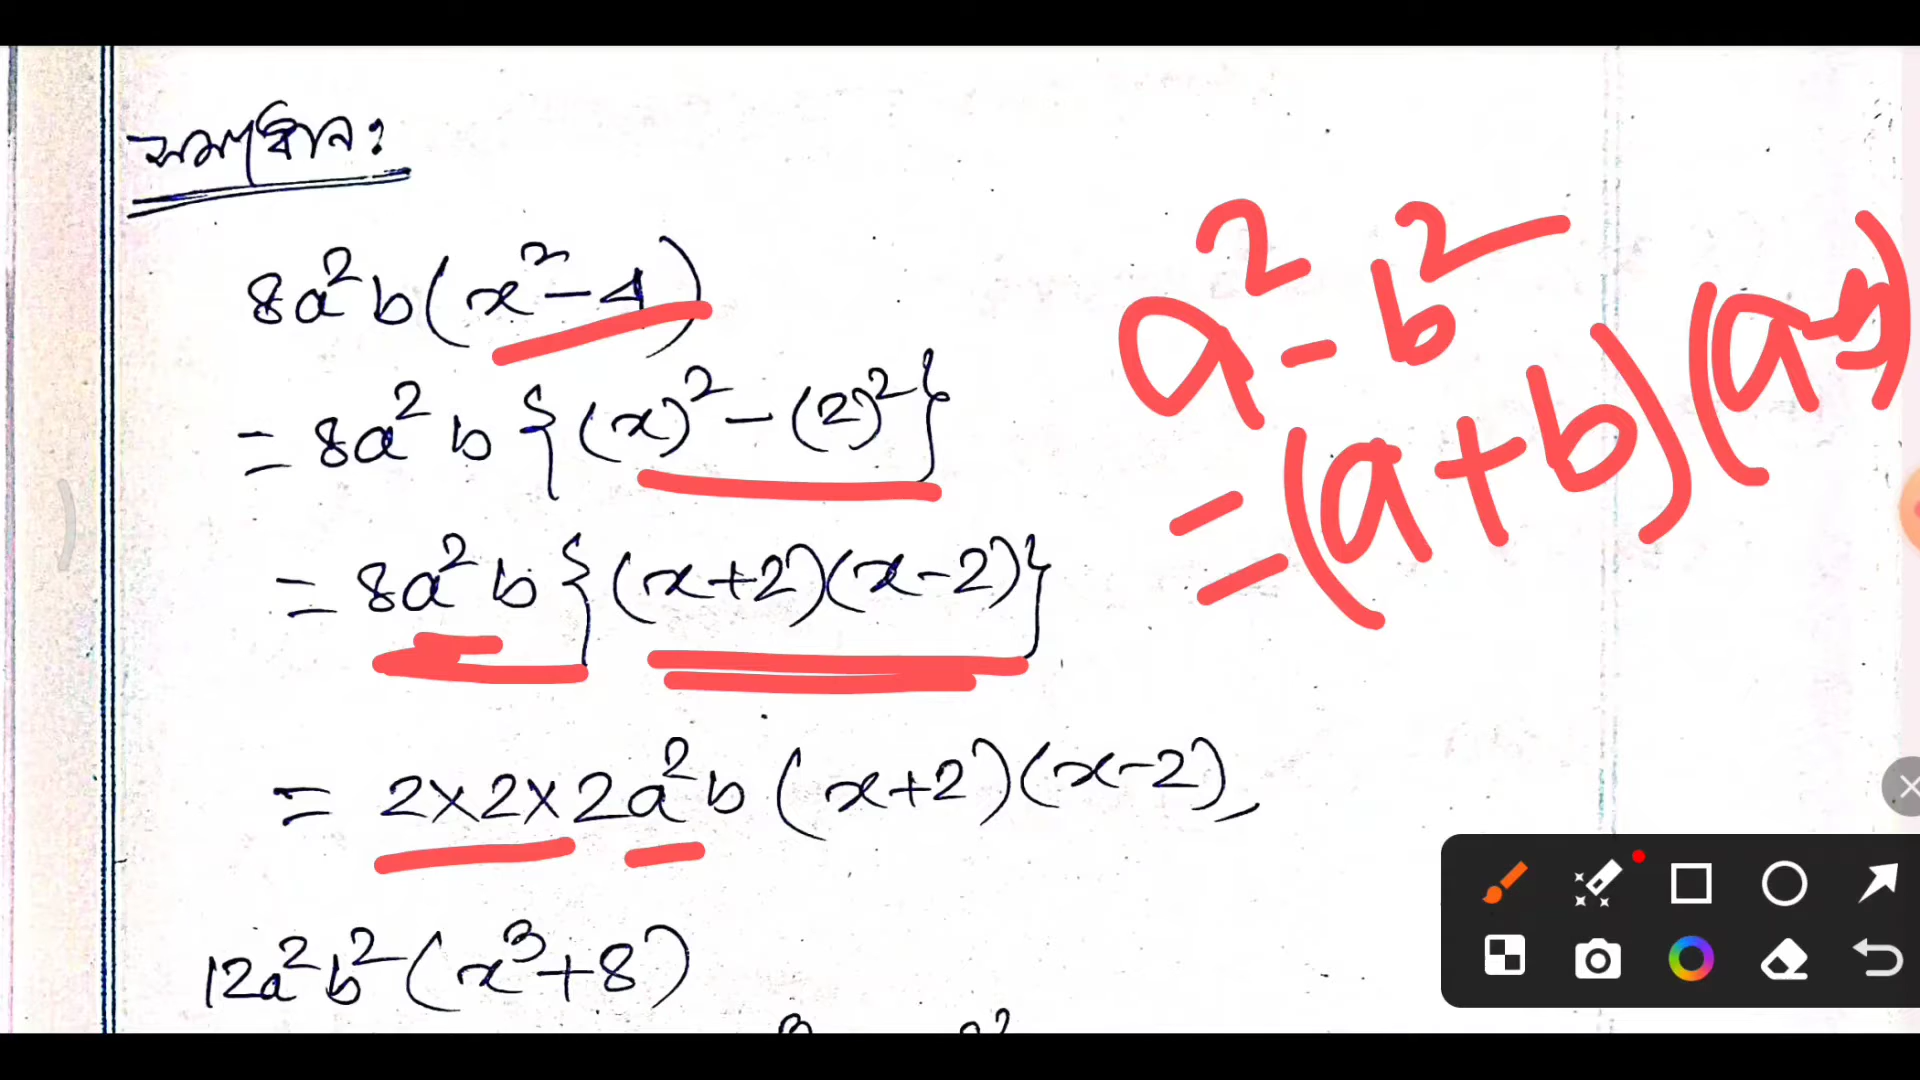 সমাধান:
8a²b(x²-4)
= 8a²b{(x)²-(2)²}
= 8a²b{(x+2)(x-2)}
= 2×2×2a²b(x+2)(x-2)
12a²b²(x³+8)
a²-b²
=(a+b)(a-b)